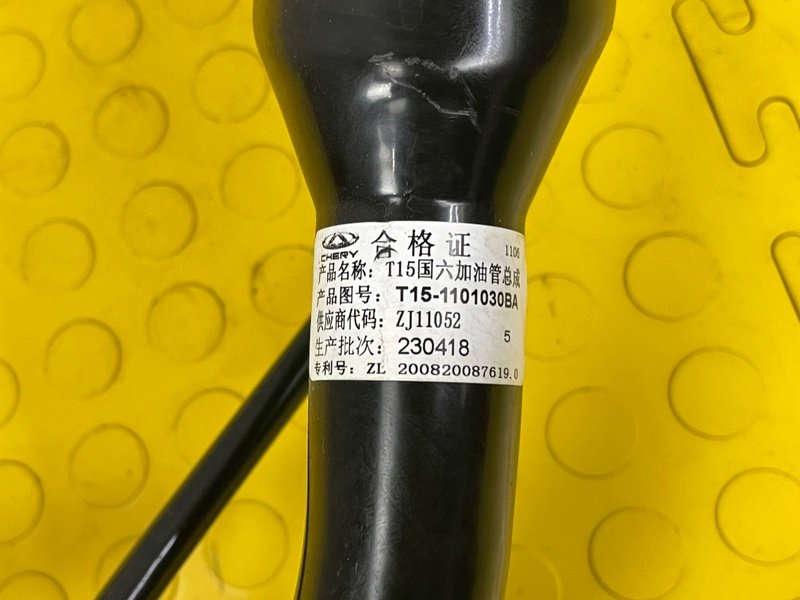 CHERY 合格证 1106
产品名称：T15国六加油管总成
产品图号：T15-1101030BA
供应商代码：ZJ11052
生产批次：230418 5
专利号：ZL 200820087619.0